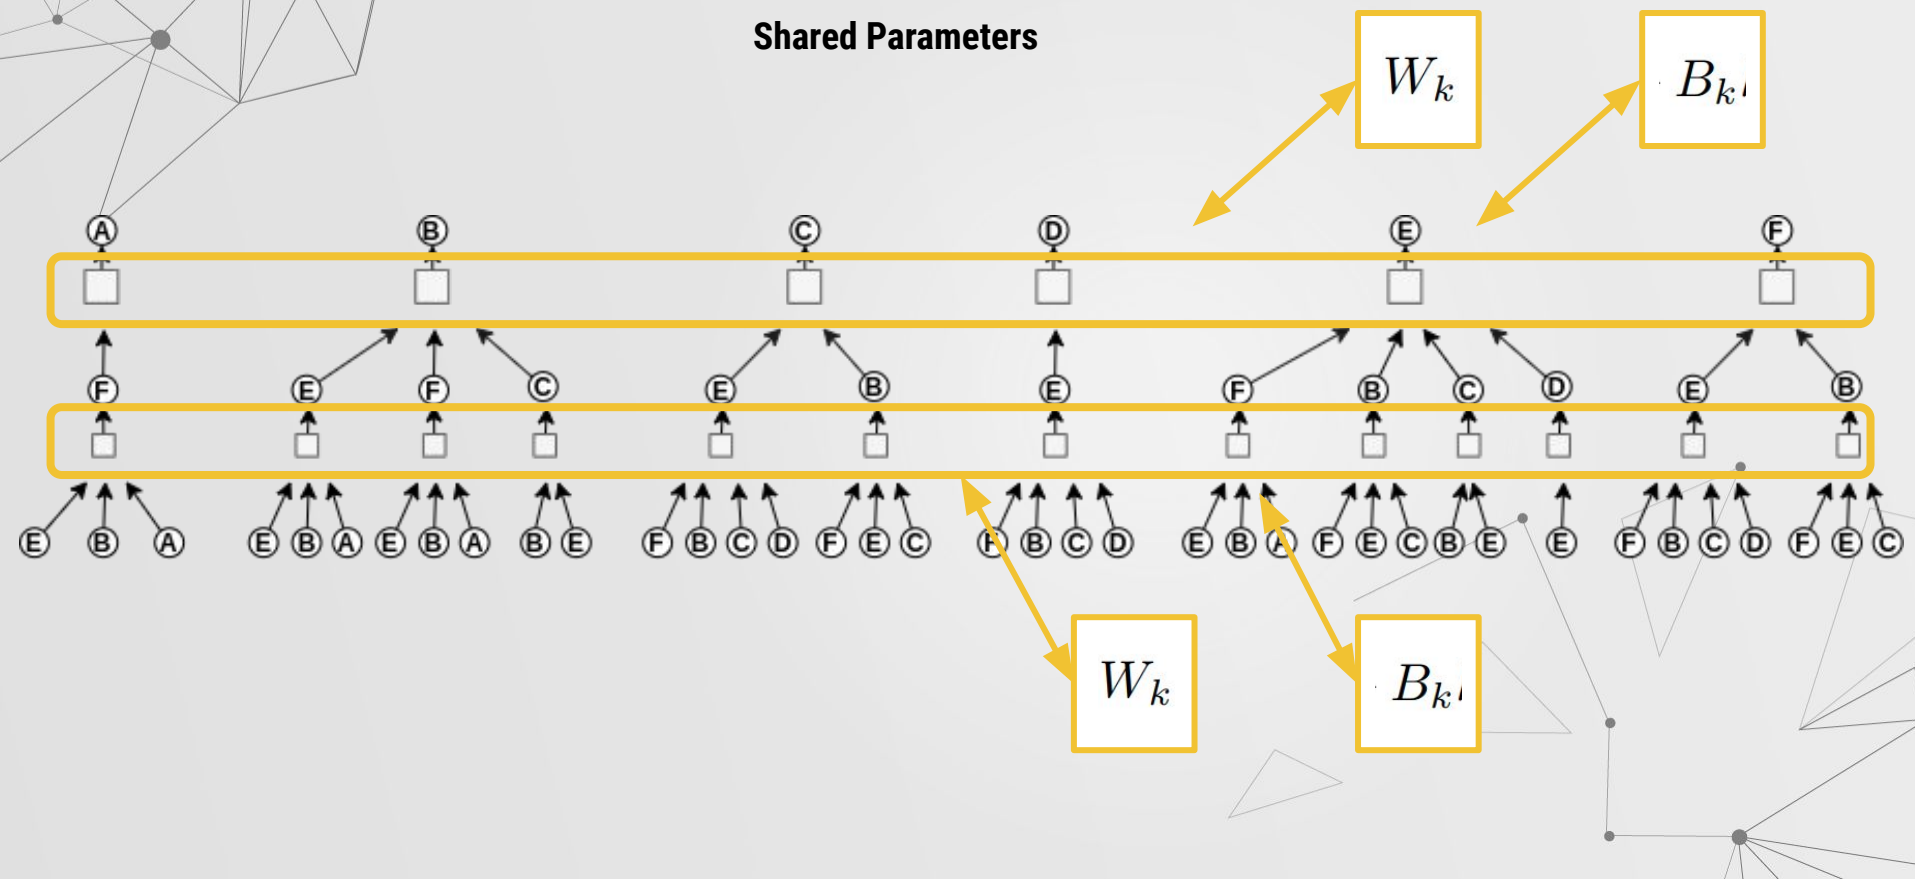 Shared Parameters
W_k
B_k
A B C D E F
F E F C E B E F B C D E B
E B A E B A E B A B E F B C D F E C F B C D E B A F E C B E E F B C D F E C
W_k
B_k